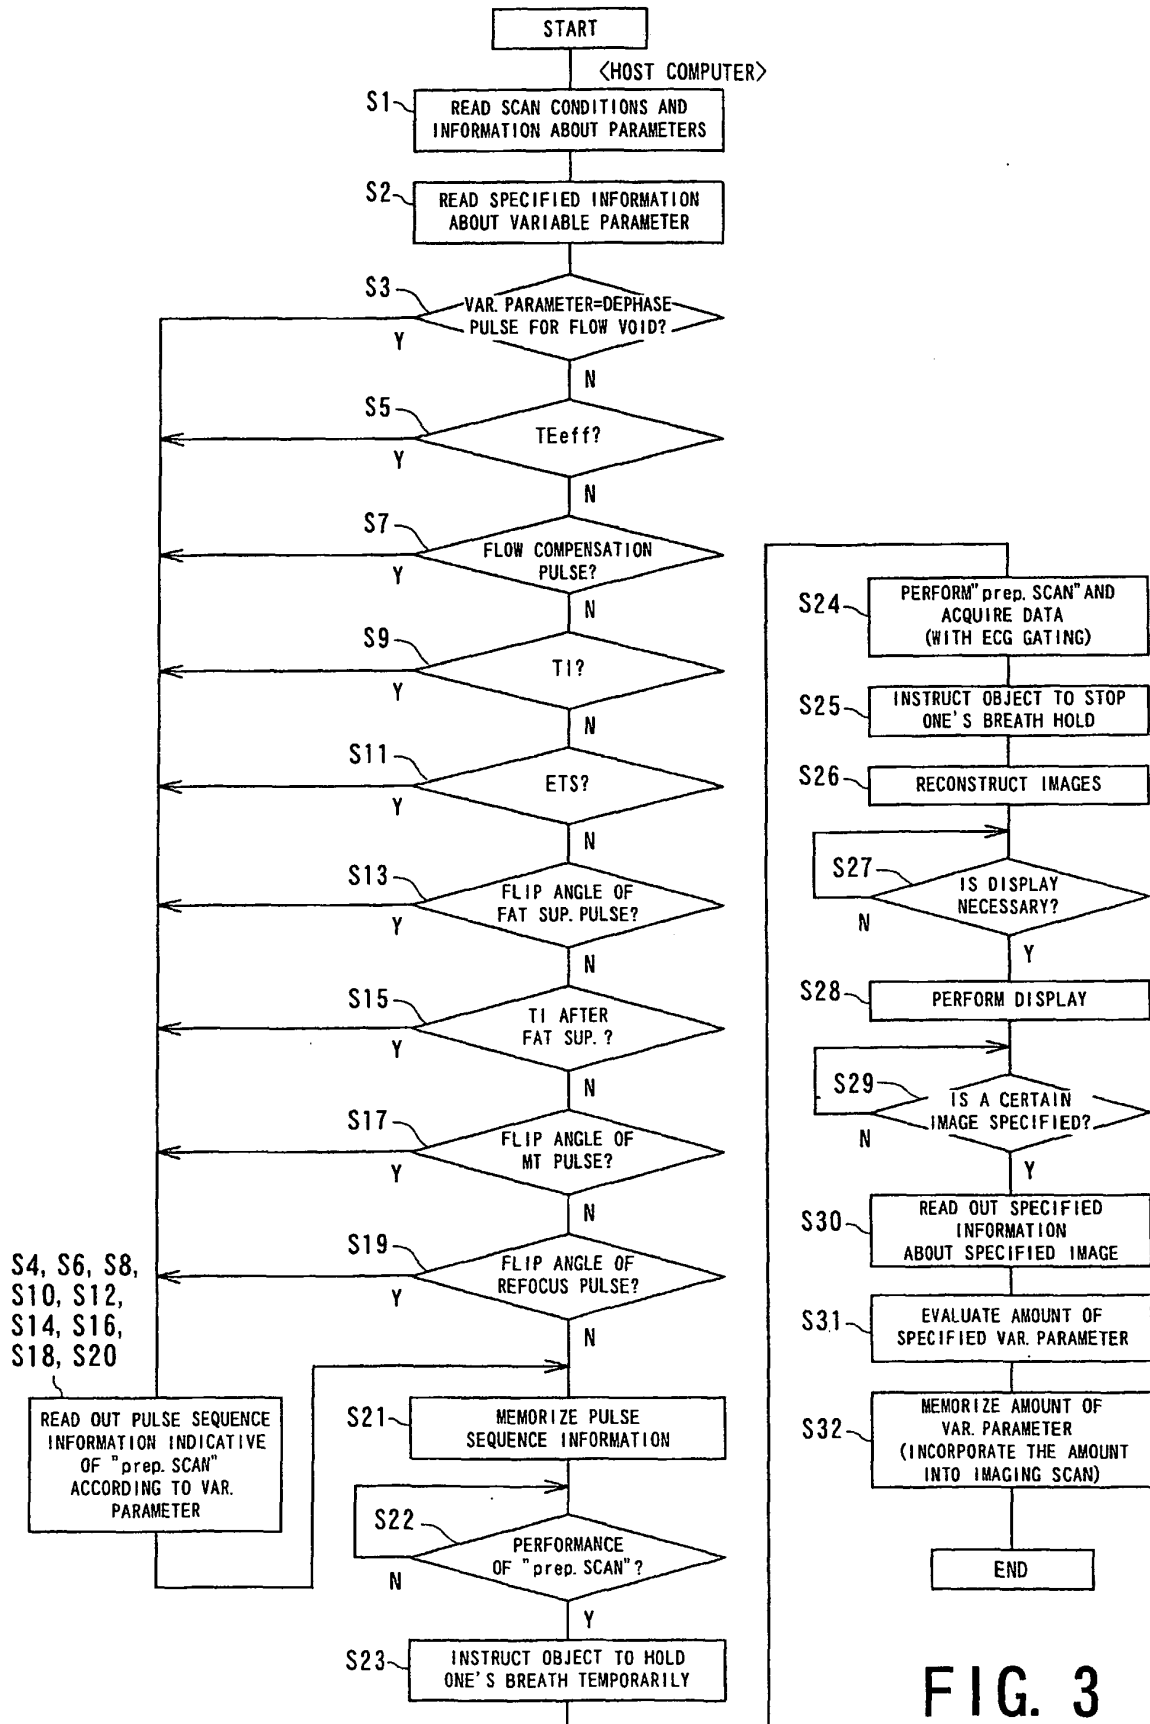 START
<HOST COMPUTER>
S1
READ SCAN CONDITIONS AND
INFORMATION ABOUT PARAMETERS
S2
READ SPECIFIED INFORMATION
ABOUT VARIABLE PARAMETER
S3
VAR. PARAMETER=DEPHASE
PULSE FOR FLOW VOID?
Y
N
S5
TEeff?
Y
N
S7
FLOW COMPENSATION
PULSE?
Y
N
S9
TI?
Y
N
S11
ETS?
Y
N
S13
FLIP ANGLE OF
FAT SUP. PULSE?
Y
N
S15
TI AFTER
FAT SUP. ?
Y
N
S17
FLIP ANGLE OF
MT PULSE?
Y
N
S19
FLIP ANGLE OF
REFOCUS PULSE?
Y
N
S4, S6, S8,
S10, S12,
S14, S16,
S18, S20
READ OUT PULSE SEQUENCE
INFORMATION INDICATIVE
OF "prep. SCAN"
ACCORDING TO VAR.
PARAMETER
S21
MEMORIZE PULSE
SEQUENCE INFORMATION
S22
PERFORMANCE
OF "prep. SCAN"?
N
Y
S23
INSTRUCT OBJECT TO HOLD
ONE'S BREATH TEMPORARILY
S24
PERFORM"prep. SCAN" AND
ACQUIRE DATA
(WITH ECG GATING)
S25
INSTRUCT OBJECT TO STOP
ONE'S BREATH HOLD
S26
RECONSTRUCT IMAGES
S27
IS DISPLAY
NECESSARY?
N
Y
S28
PERFORM DISPLAY
S29
IS A CERTAIN
IMAGE SPECIFIED?
N
Y
S30
READ OUT SPECIFIED
INFORMATION
ABOUT SPECIFIED IMAGE
S31
EVALUATE AMOUNT OF
SPECIFIED VAR. PARAMETER
S32
MEMORIZE AMOUNT OF
VAR. PARAMETER
(INCORPORATE THE AMOUNT
INTO IMAGING SCAN)
END
FIG. 3